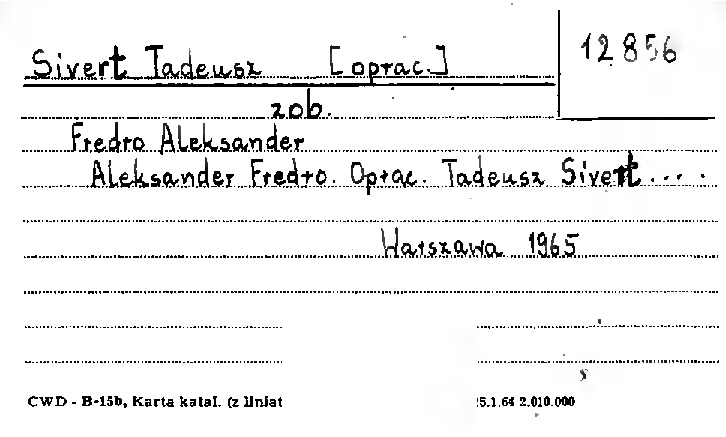 Sivert Tadeusz [oprac.]
12856
zob.
Fredro Aleksander
Aleksander Fredro. Oprac. Tadeusz Sivert....
Warszawa 1965
CWD - B-15b, Karta katal. (z liniat 5.1.64 2.010.000